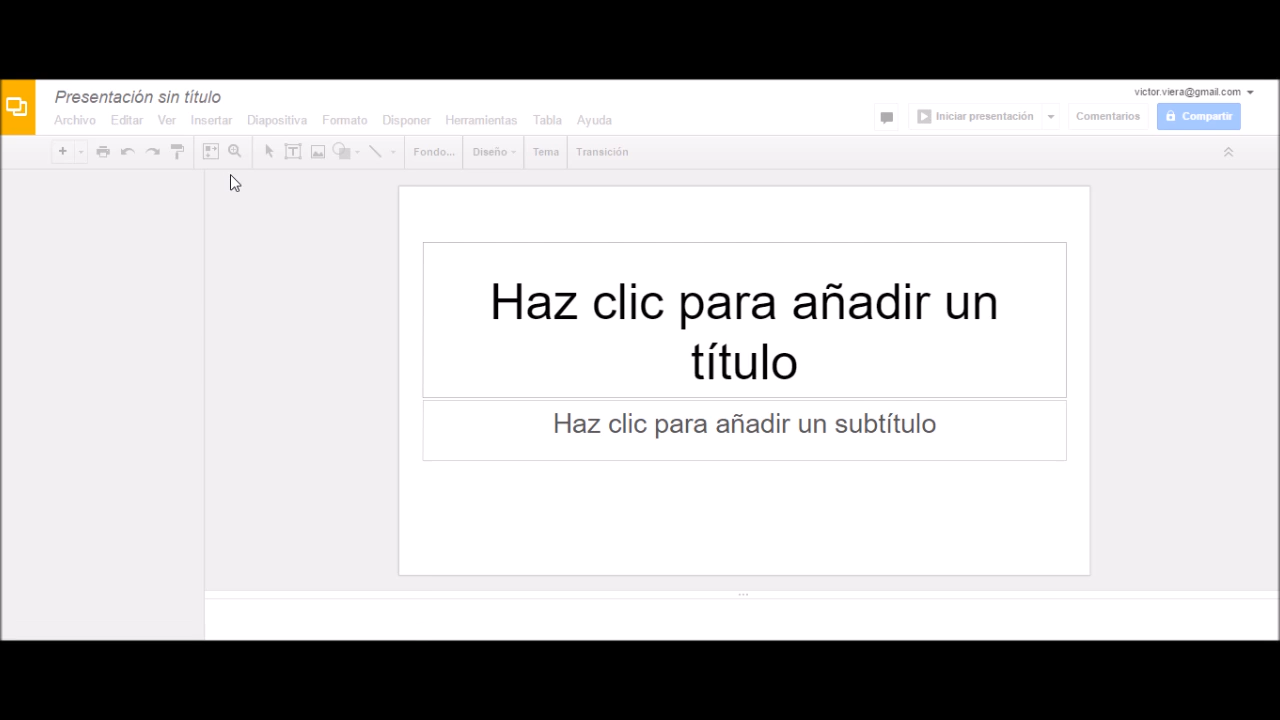 Presentación sin título
victor.viera@gmail.com
Archivo Editar Ver Insertar Diapositiva Formato Disponer Herramientas Tabla Ayuda
Iniciar presentación Comentarios Compartir
Fondo... Diseño Tema Transición
Haz clic para añadir un
título
Haz clic para añadir un subtítulo